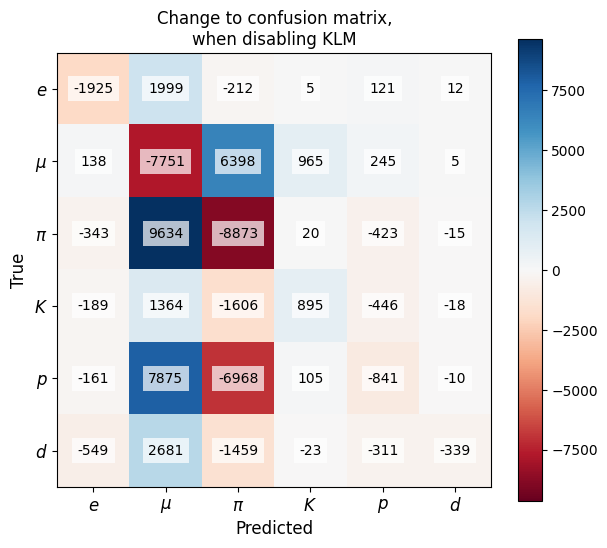 Change to confusion matrix,
when disabling KLM
True
e -1925 1999 -212 5 121 12
μ 138 -7751 6398 965 245 5
π -343 9634 -8873 20 -423 -15
K -189 1364 -1606 895 -446 -18
p -161 7875 -6968 105 -841 -10
d -549 2681 -1459 -23 -311 -339
e μ π K p d
Predicted
7500
5000
2500
0
−2500
−5000
−7500